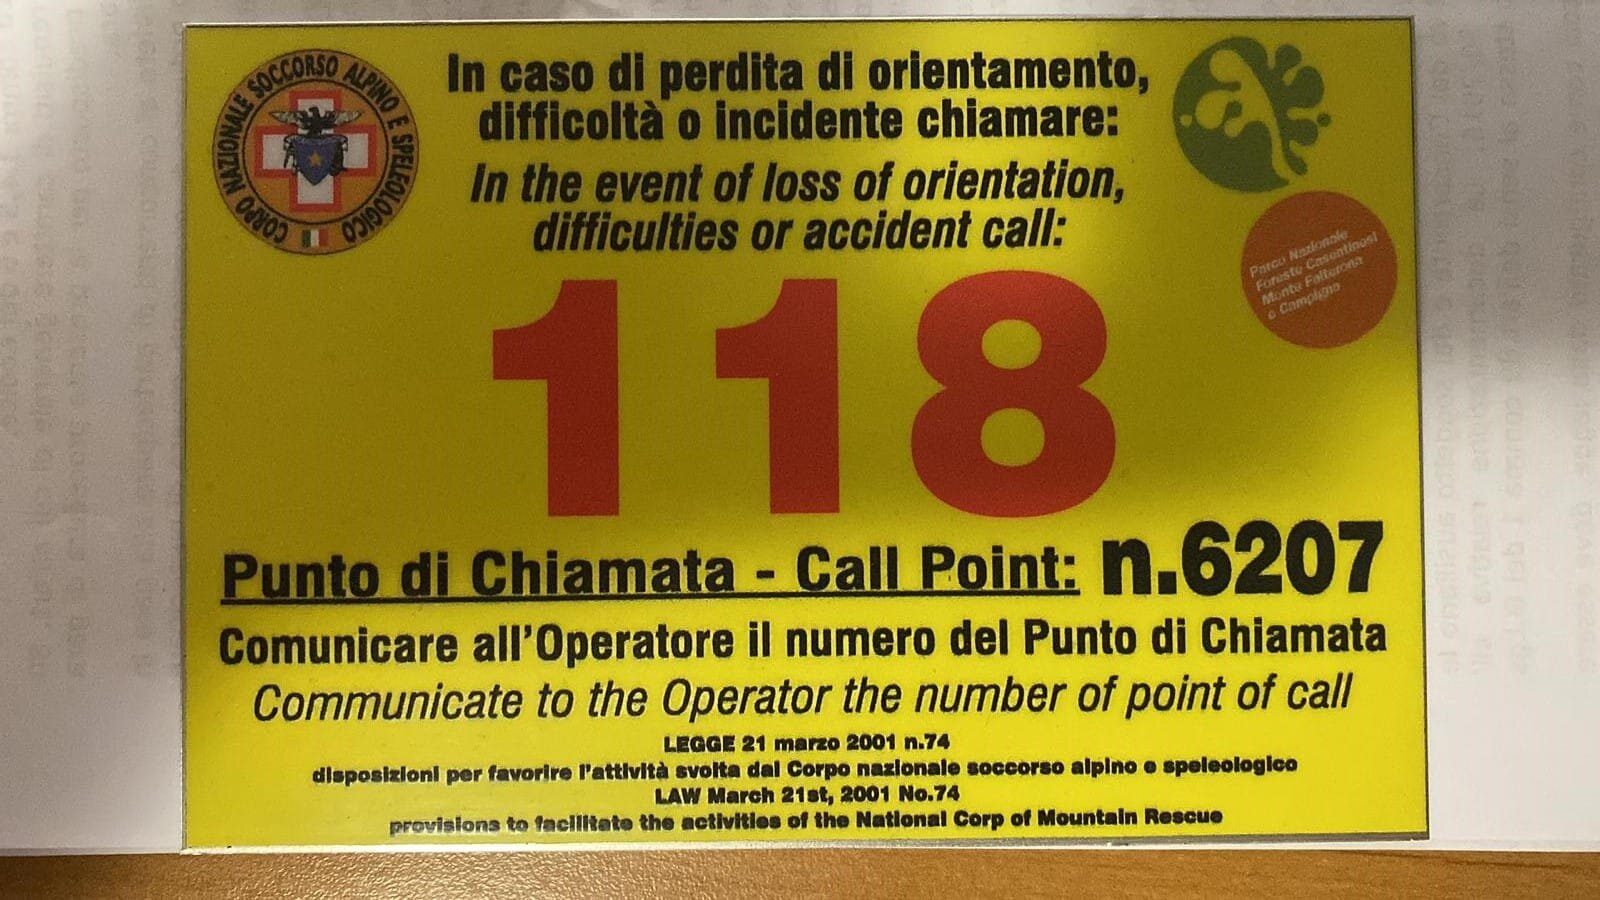 CORPO NAZIONALE SOCCORSO ALPINO E SPELEOLOGICO
In caso di perdita di orientamento,
difficoltà o incidente chiamare:
In the event of loss of orientation,
difficulties or accident call:
Parco Nazionale
Foreste Casentinesi
Monte Falterona
e Campigna
118
Punto di Chiamata - Call Point: n.6207
Comunicare all'Operatore il numero del Punto di Chiamata
Communicate to the Operator the number of point of call
LEGGE 21 marzo 2001 n.74
disposizioni per favorire l'attività svolta dal Corpo nazionale soccorso alpino e speleologico
LAW March 21st, 2001 No.74
provisions to facilitate the activities of the National Corp of Mountain Rescue